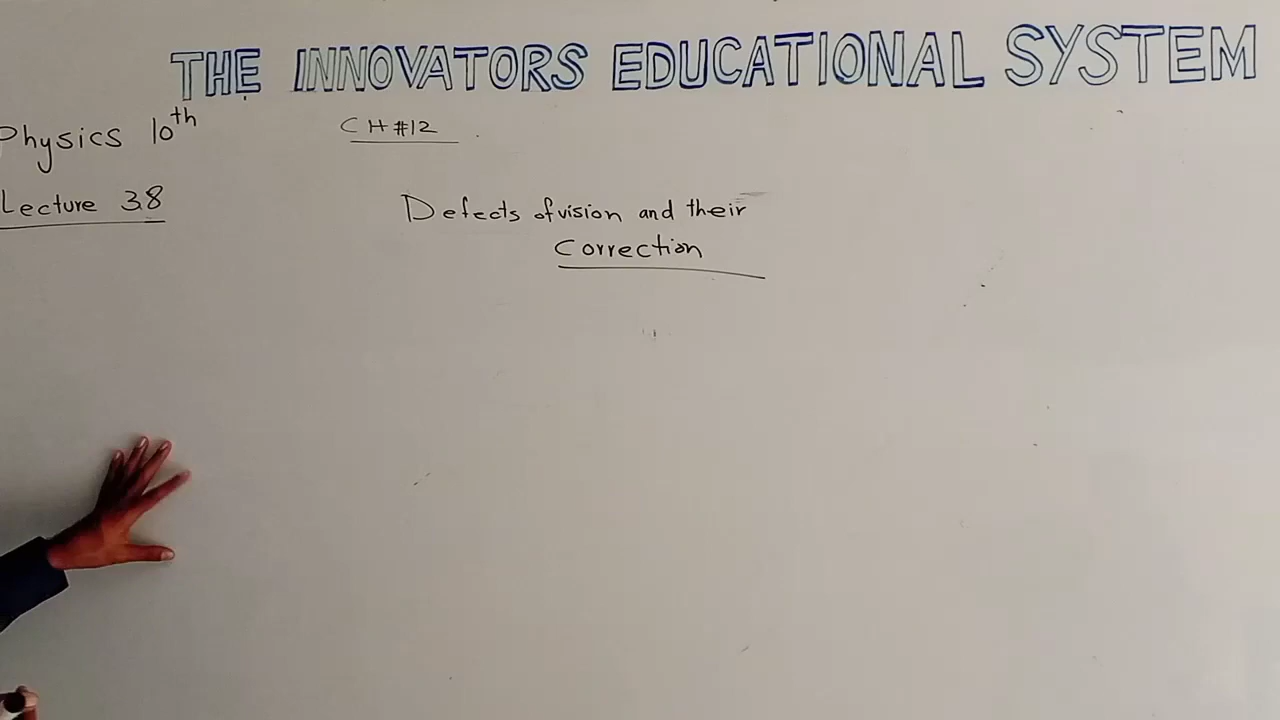 THE INNOVATORS EDUCATIONAL SYSTEM
Physics 10th
CH #12
Lecture 38
Defects of vision and their
Correction